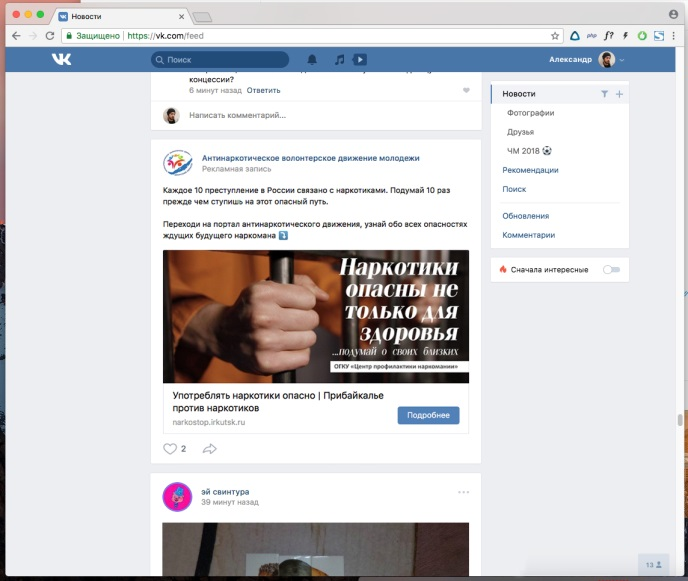 Новости
Защищено https://vk.com/feed
php f?
Поиск
Александр
концессии?
6 минут назад Ответить
Написать комментарий...
Антинаркотическое волонтерское движение молодежи
Рекламная запись
Каждое 10 преступление в России связано с наркотиками. Подумай 10 раз
прежде чем ступишь на этот опасный путь.
Переходи на портал антинаркотического движения, узнай обо всех опасностях
ждущих будущего наркомана
Наркотики
опасны не
только для
здоровья
...подумай о своих близких
ОГКУ «Центр профилактики наркомании»
Употреблять наркотики опасно | Прибайкалье
против наркотиков
narkostop.irkutsk.ru
Подробнее
2
эй свинтура
39 минут назад
Новости
Фотографии
Друзья
ЧМ 2018
Рекомендации
Поиск
Обновления
Комментарии
Сначала интересные
13